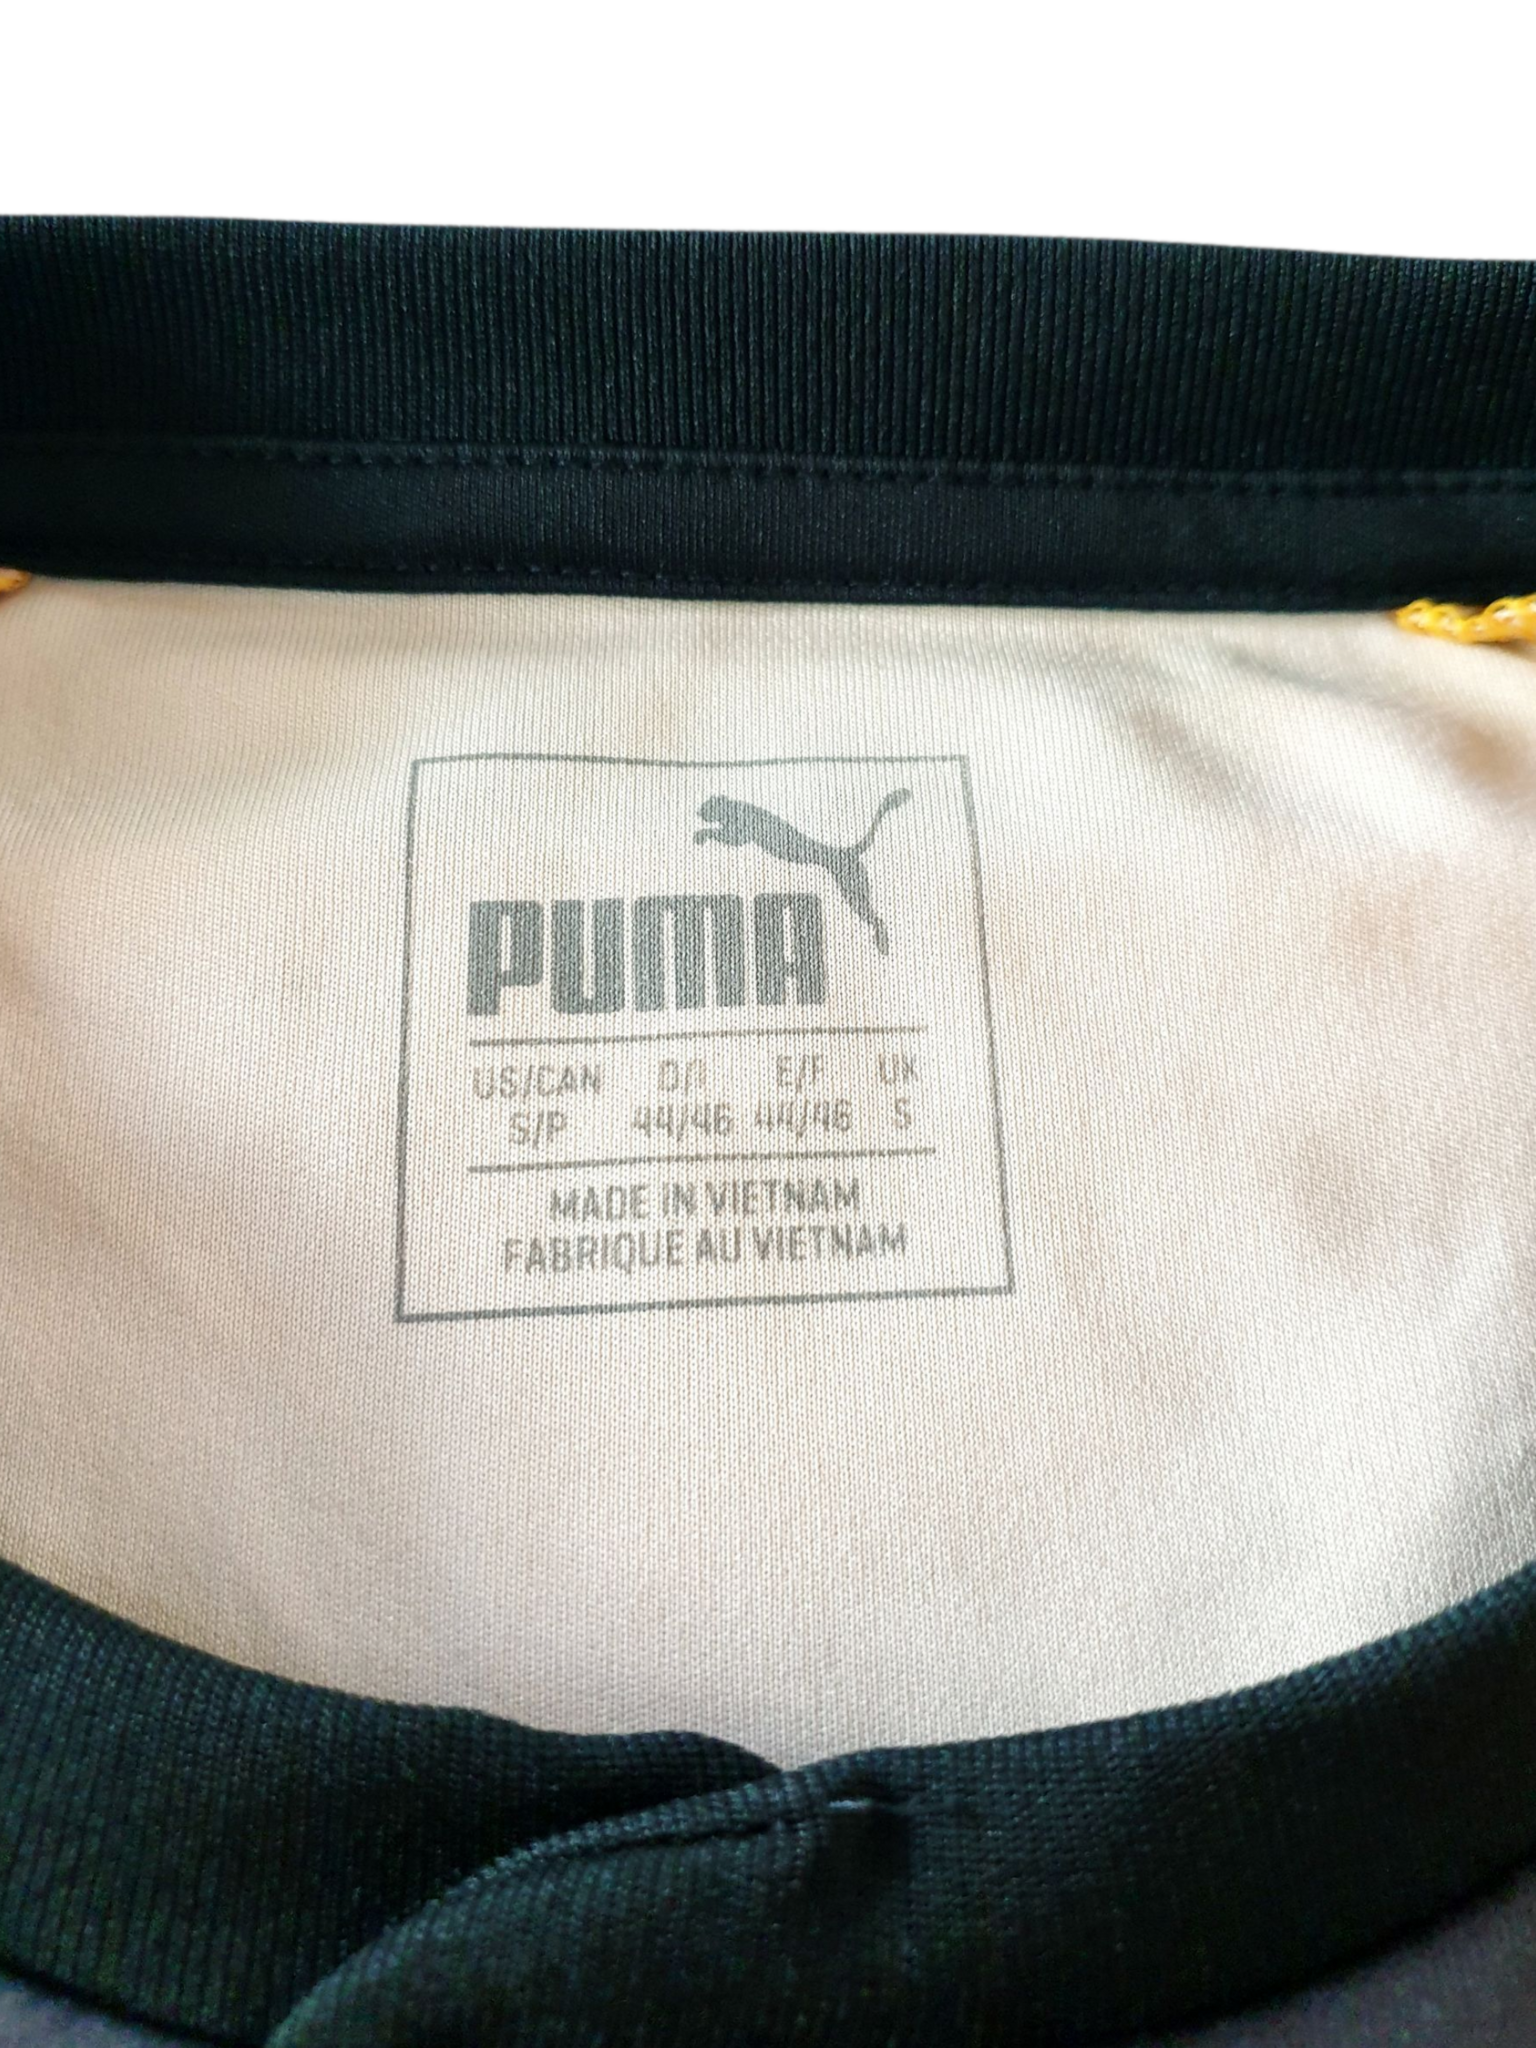 PUMA
US/CAN D/I E/F UK
S/P 44/46 44/46 S
MADE IN VIETNAM
FABRIQUE AU VIETNAM